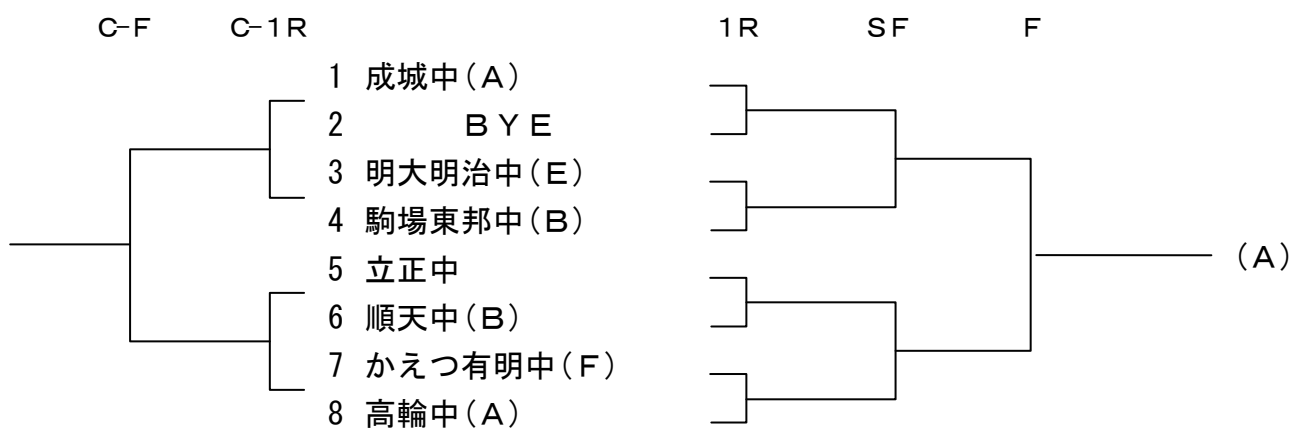 C-F C-1R 1R SF F
1 成城中(A)
2 BYE
3 明大明治中(E)
4 駒場東邦中(B)
(A)
5 立正中
6 順天中(B)
7 かえつ有明中(F)
8 高輪中(A)